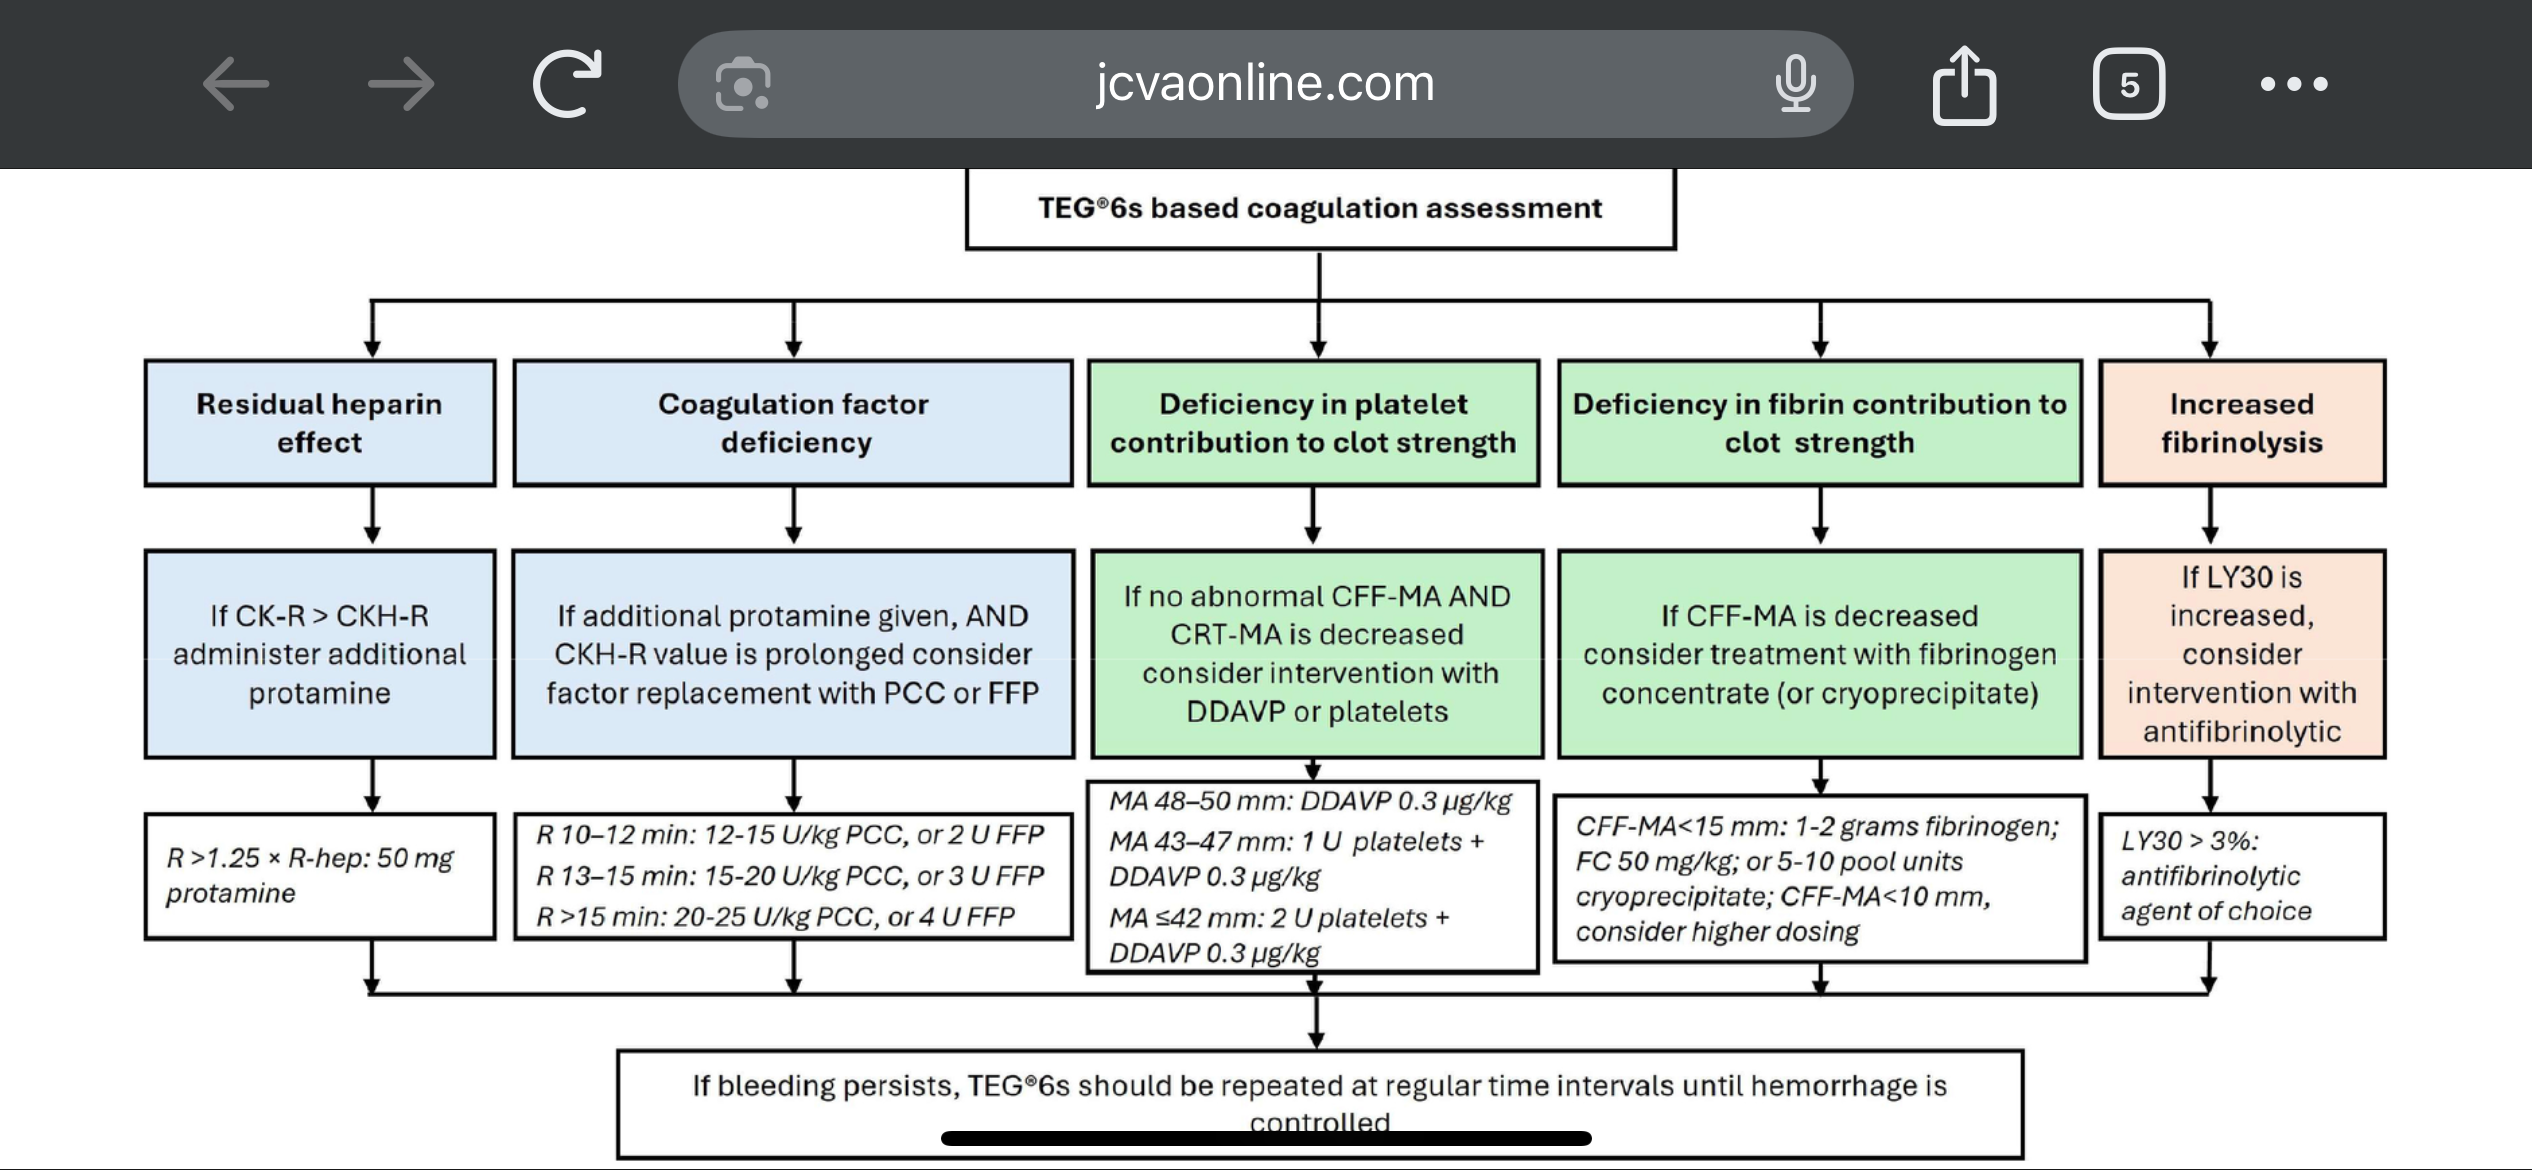 jcvaonline.com
5
TEG®6s based coagulation assessment
Residual heparin
effect
Coagulation factor
deficiency
Deficiency in platelet
contribution to clot strength
Deficiency in fibrin contribution to
clot strength
Increased
fibrinolysis
If CK-R > CKH-R
administer additional
protamine
If additional protamine given, AND
CKH-R value is prolonged consider
factor replacement with PCC or FFP
If no abnormal CFF-MA AND
CRT-MA is decreased
consider intervention with
DDAVP or platelets
If CFF-MA is decreased
consider treatment with fibrinogen
concentrate (or cryoprecipitate)
If LY30 is
increased,
consider
intervention with
antifibrinolytic
R >1.25 × R-hep: 50 mg
protamine
R 10–12 min: 12-15 U/kg PCC, or 2 U FFP
R 13–15 min: 15-20 U/kg PCC, or 3 U FFP
R >15 min: 20-25 U/kg PCC, or 4 U FFP
MA 48–50 mm: DDAVP 0.3 µg/kg
MA 43–47 mm: 1 U platelets +
DDAVP 0.3 µg/kg
MA ≤42 mm: 2 U platelets +
DDAVP 0.3 µg/kg
CFF-MA<15 mm: 1-2 grams fibrinogen;
FC 50 mg/kg; or 5-10 pool units
cryoprecipitate; CFF-MA<10 mm,
consider higher dosing
LY30 > 3%:
antifibrinolytic
agent of choice
If bleeding persists, TEG®6s should be repeated at regular time intervals until hemorrhage is
controlled